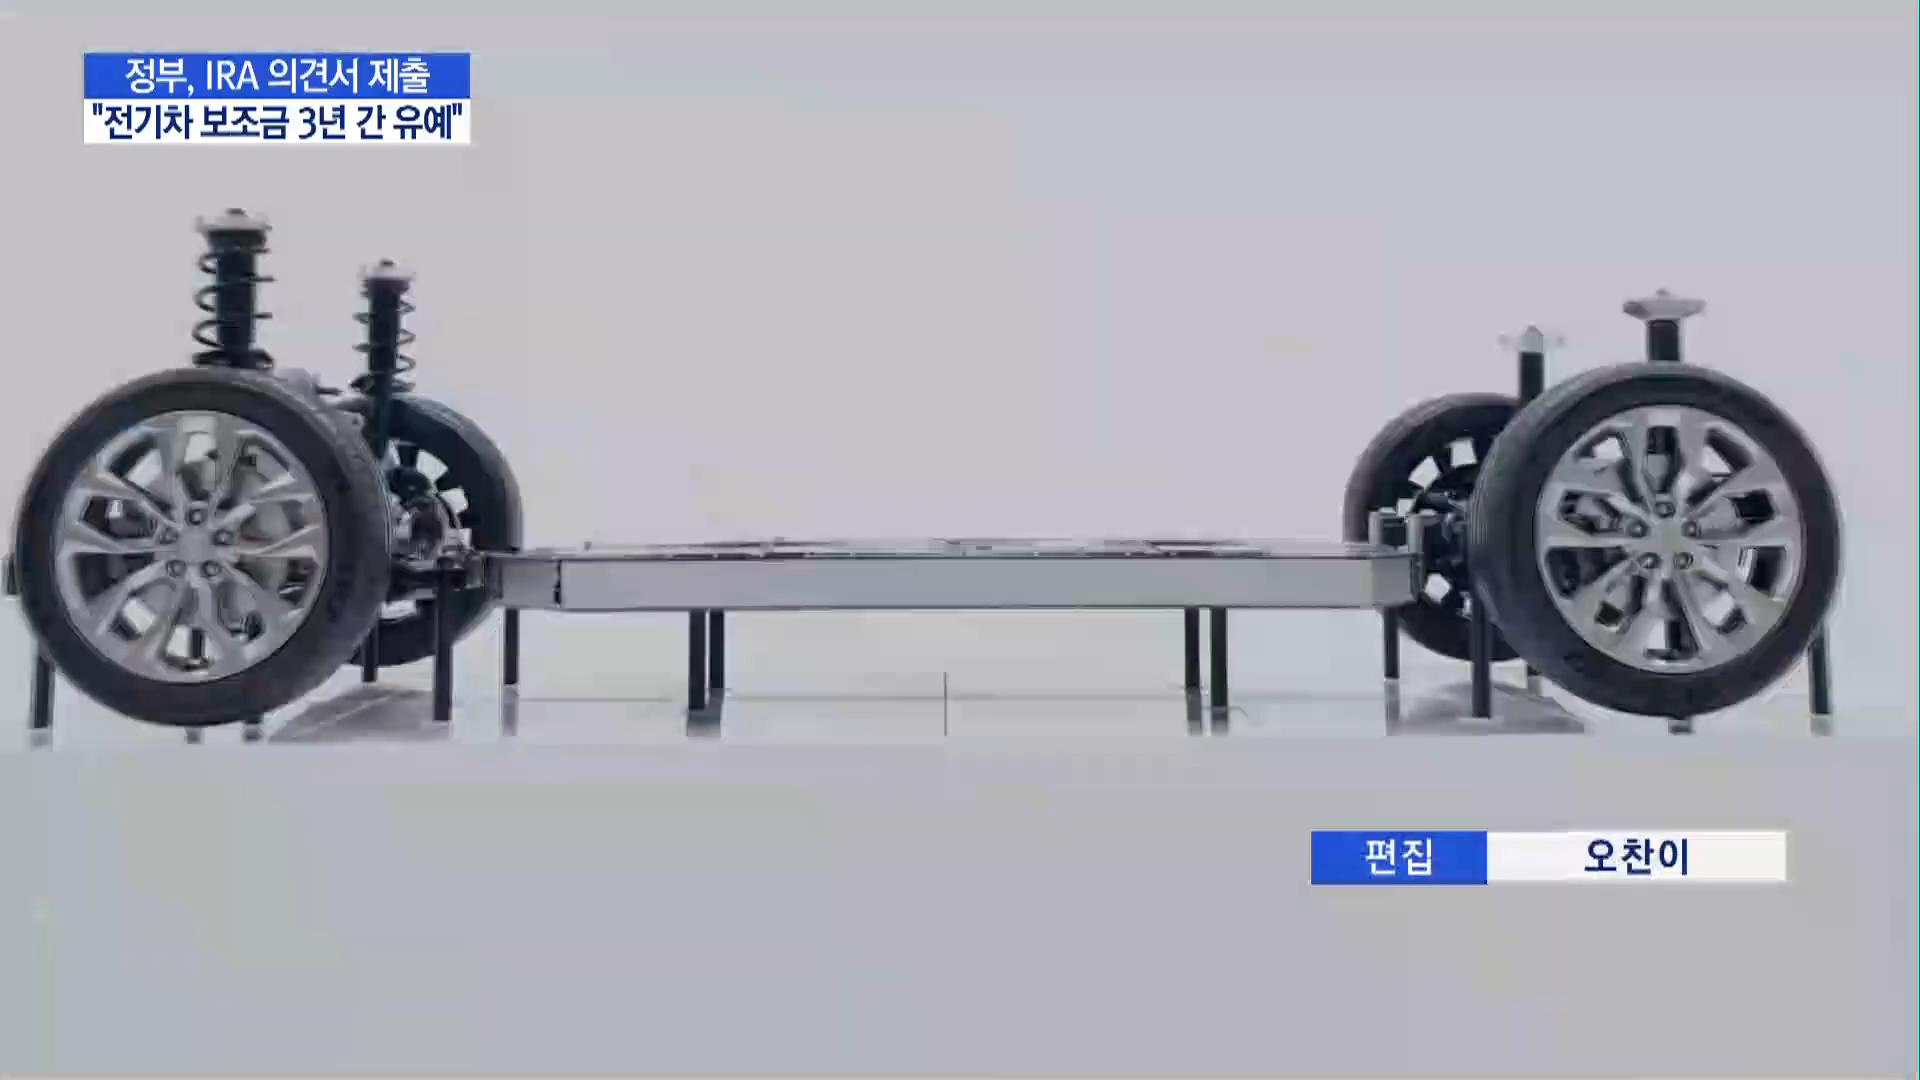 정부, IRA 의견서 제출
"전기차 보조금 3년 간 유예"
편집 오찬이